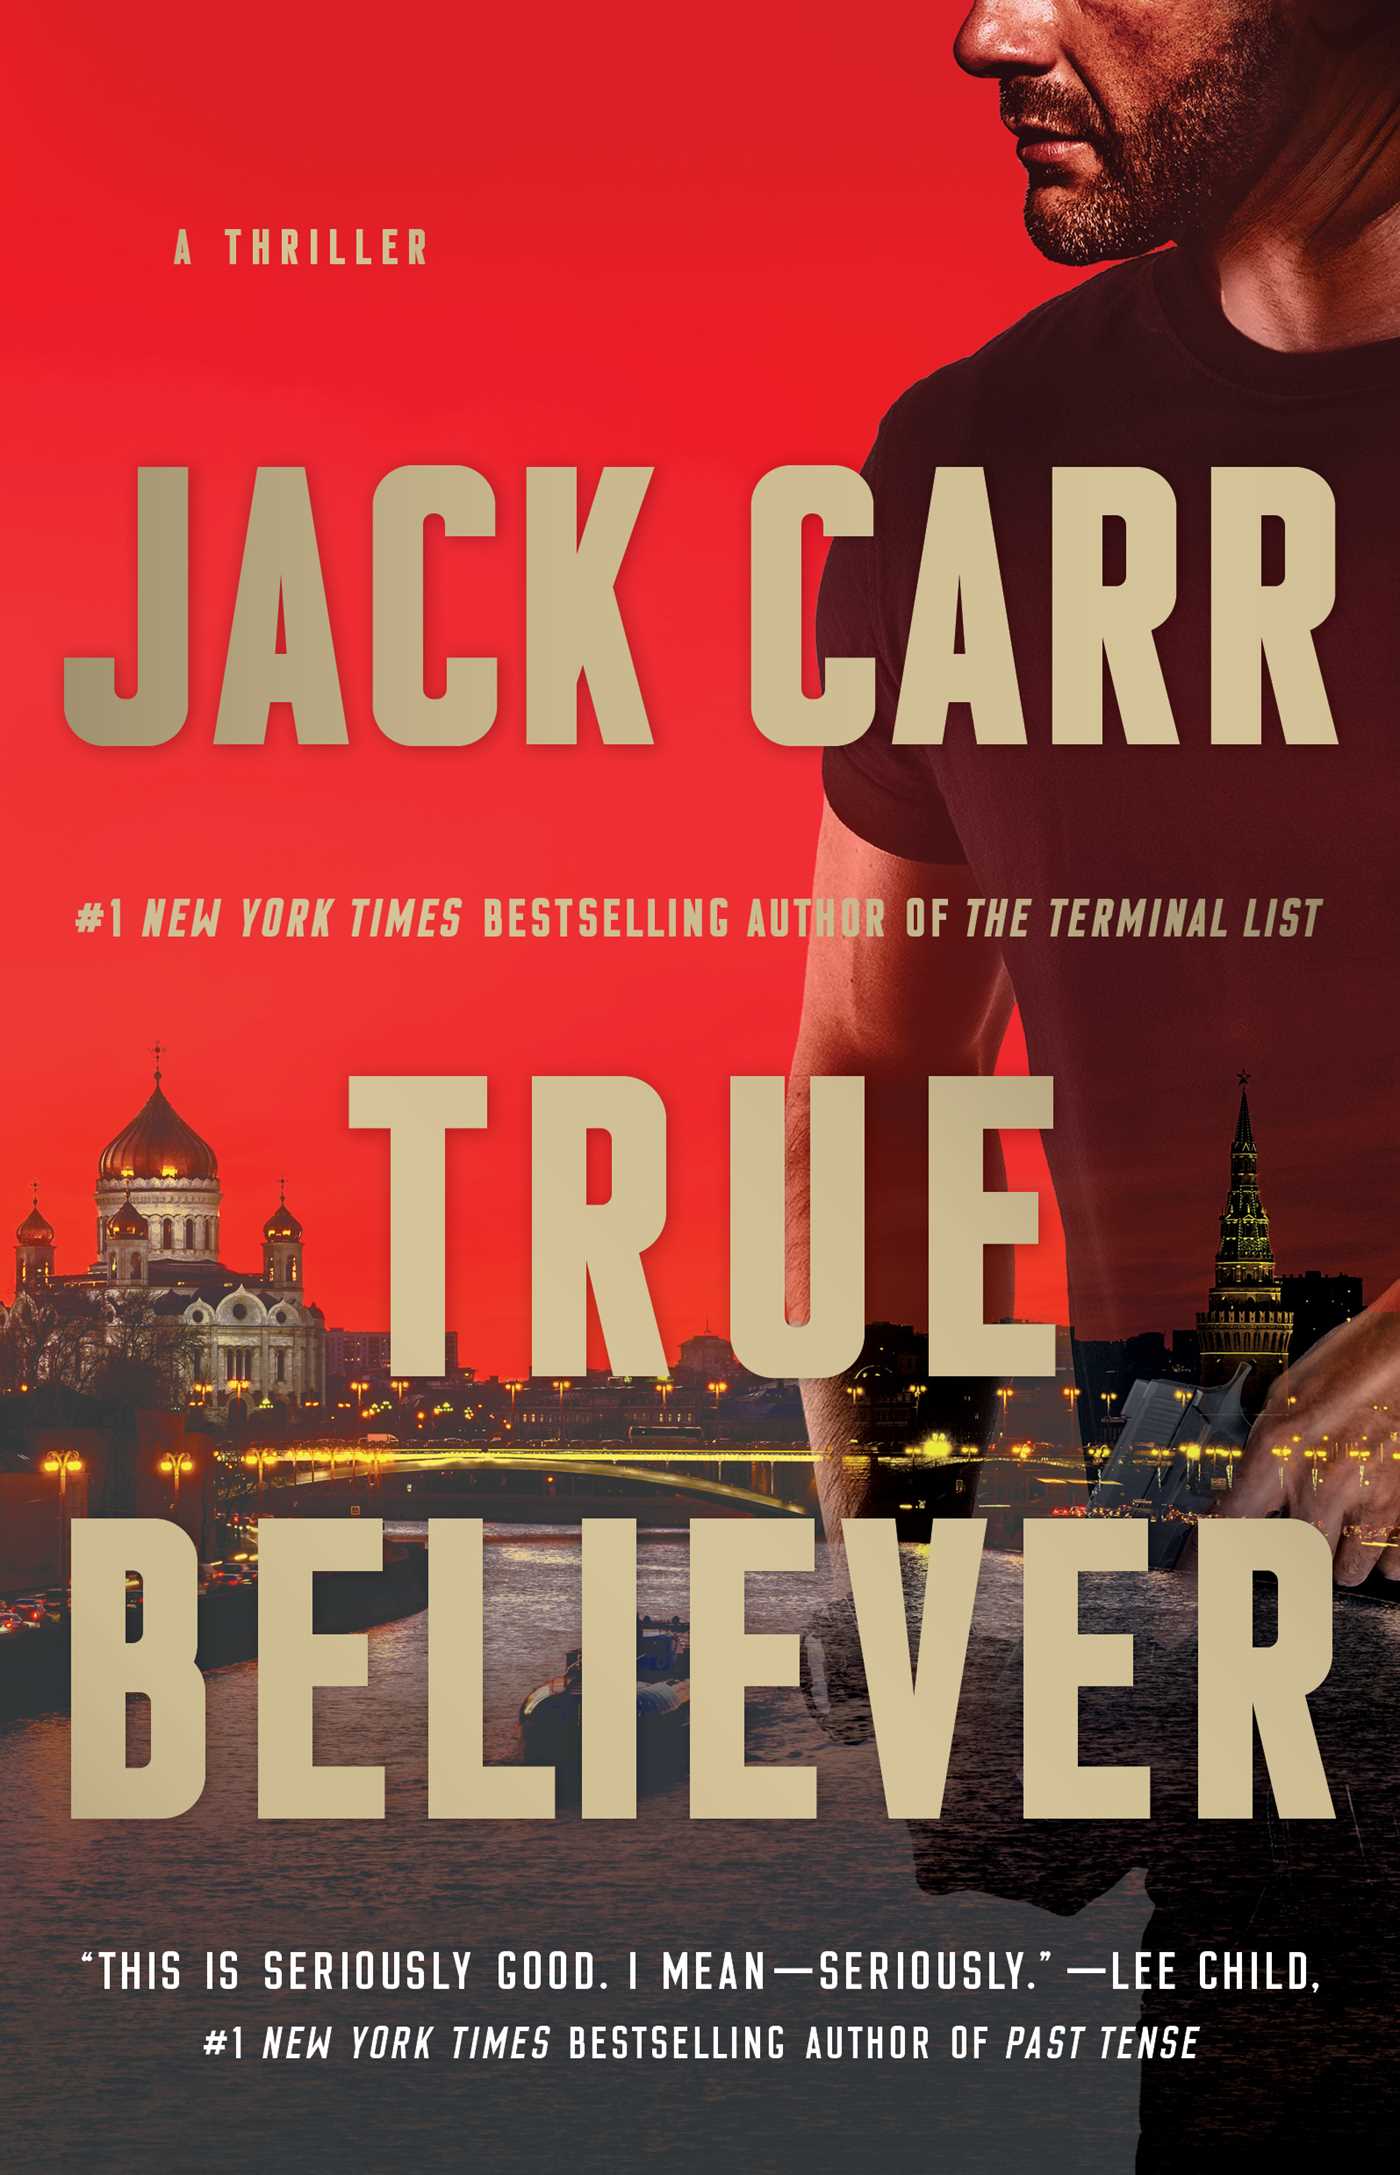 A THRILLER
JACK CARR
#1 NEW YORK TIMES BESTSELLING AUTHOR OF THE TERMINAL LIST
TRUE
BELIEVER
“THIS IS SERIOUSLY GOOD. I MEAN—SERIOUSLY.” —LEE CHILD,
#1 NEW YORK TIMES BESTSELLING AUTHOR OF PAST TENSE